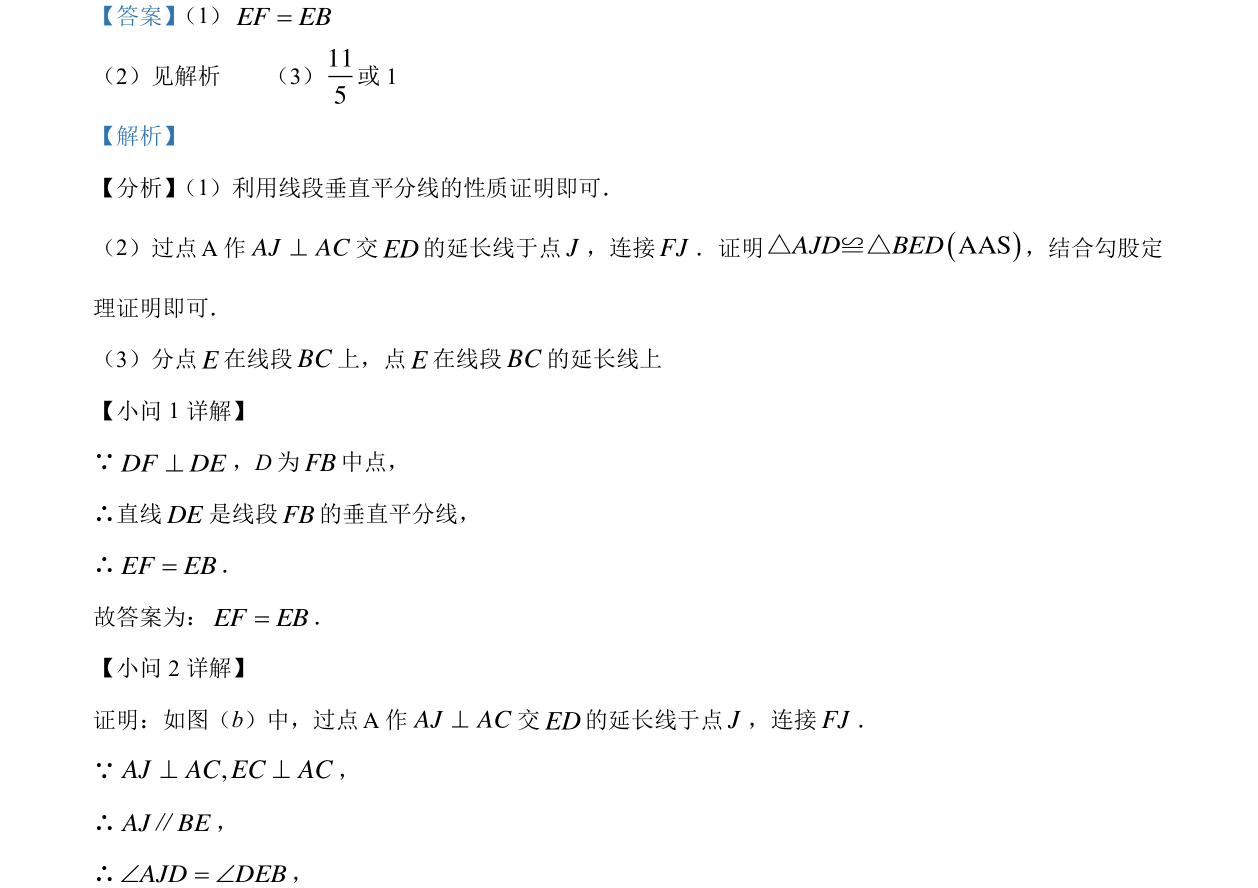 【答案】（1）EF = EB
（2）见解析 （3）11/5 或 1
【解析】
【分析】（1）利用线段垂直平分线的性质证明即可．
（2）过点 A 作 AJ ⊥ AC 交 ED 的延长线于点 J ，连接 FJ ．证明 △AJD≌△BED(AAS)，结合勾股定
理证明即可．
（3）分点 E 在线段 BC 上，点 E 在线段 BC 的延长线上
【小问 1 详解】
∵ DF ⊥ DE ，D 为 FB 中点，
∴直线 DE 是线段 FB 的垂直平分线，
∴ EF = EB ．
故答案为：EF = EB ．
【小问 2 详解】
证明：如图（b）中，过点 A 作 AJ ⊥ AC 交 ED 的延长线于点 J ，连接 FJ ．
∵ AJ ⊥ AC, EC ⊥ AC ，
∴ AJ∥BE ，
∴ ∠AJD = ∠DEB ，